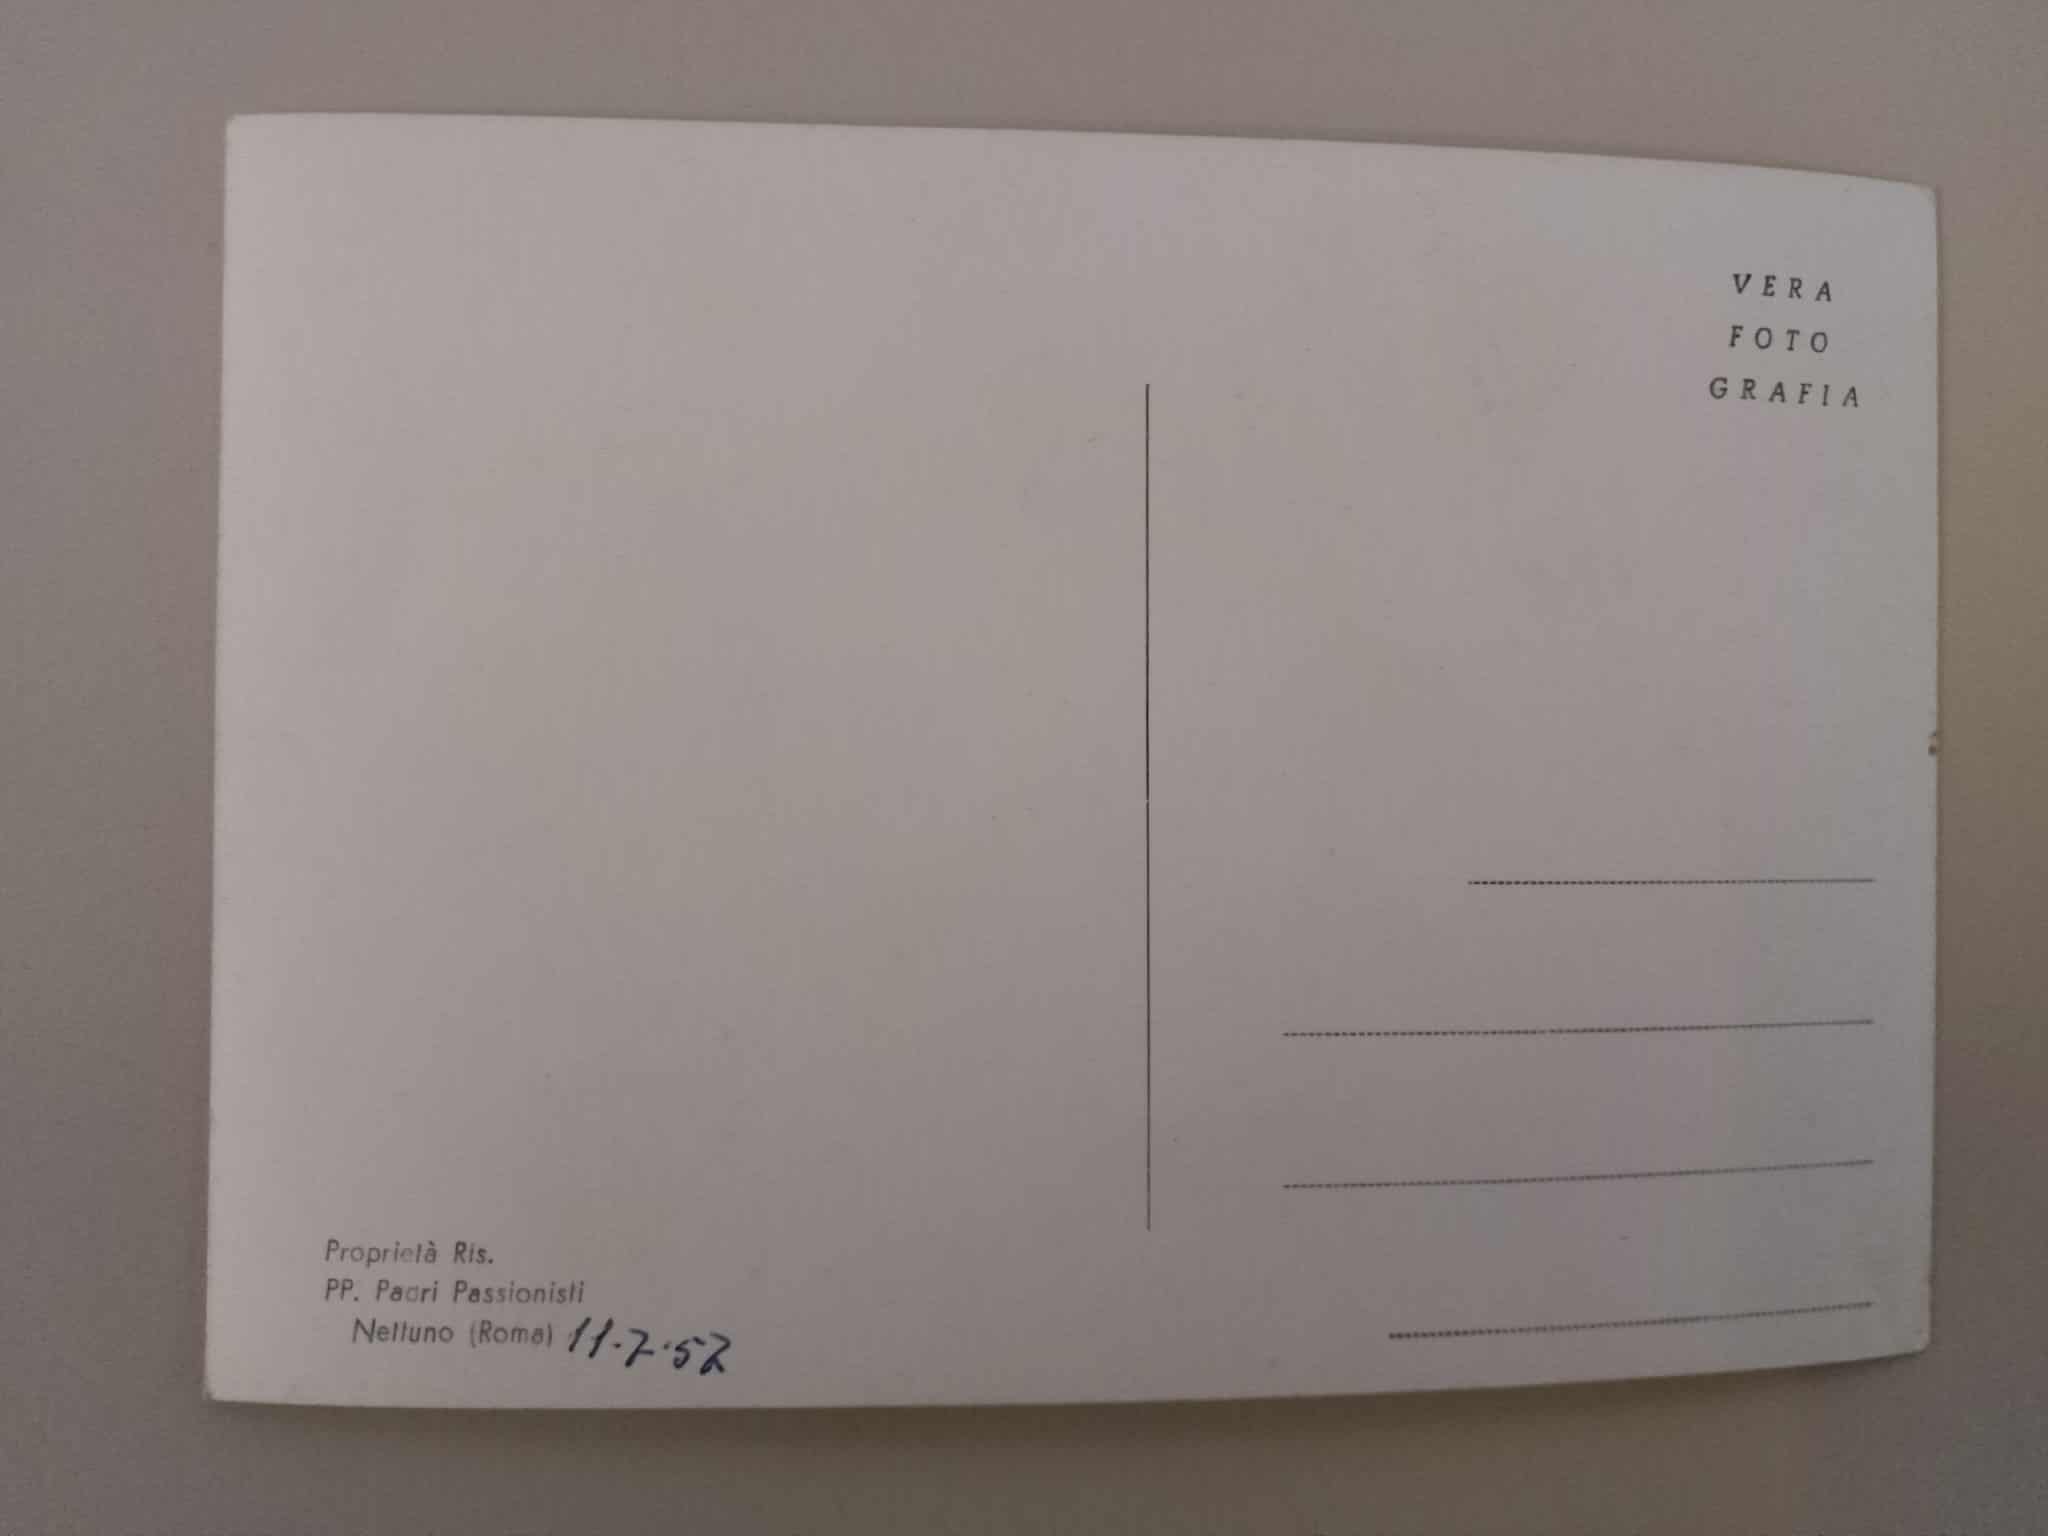 VERA
FOTO
GRAFIA
Proprietà Ris.
PP. Padri Passionisti
Nettuno (Roma) 11-7-52